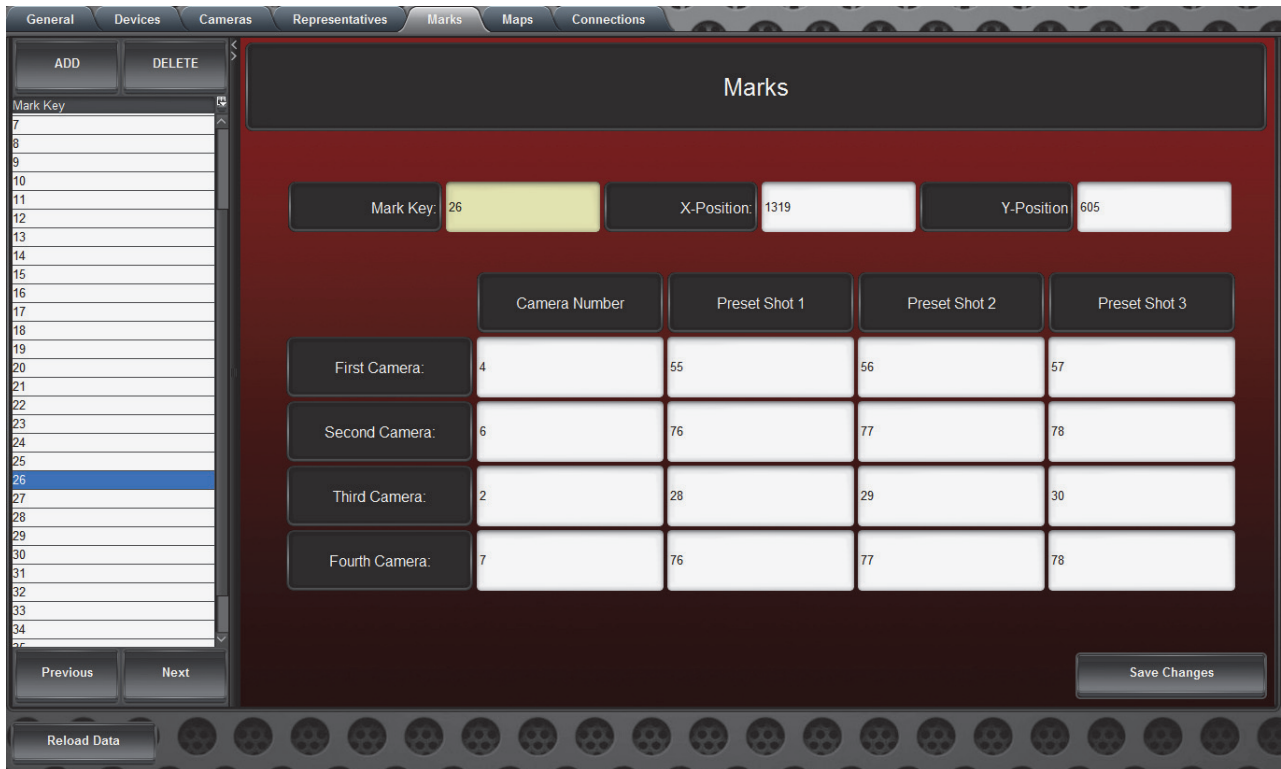 General Devices Cameras Representatives Marks Maps Connections
ADD DELETE
Mark Key
7
8
9
10
11
12
13
14
15
16
17
18
19
20
21
22
23
24
25
26
27
28
29
30
31
32
33
34
Previous Next
Marks
Mark Key: 26 X-Position: 1319 Y-Position 605
Camera Number Preset Shot 1 Preset Shot 2 Preset Shot 3
First Camera: 4 55 56 57
Second Camera: 6 76 77 78
Third Camera: 2 28 29 30
Fourth Camera: 7 76 77 78
Save Changes
Reload Data